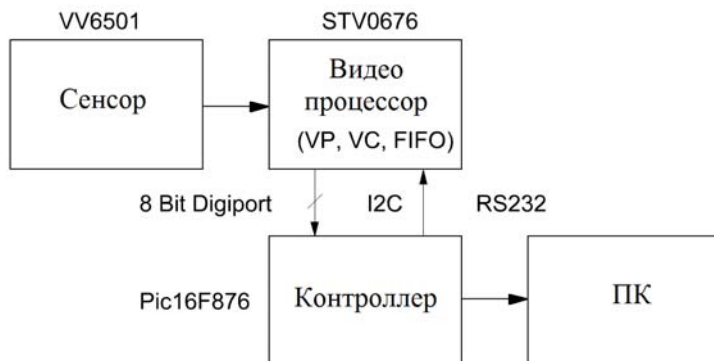 VV6501
STV0676
Сенсор
Видео
процессор
(VP, VC, FIFO)
8 Bit Digiport
I2C
RS232
Pic16F876
Контроллер
ПК